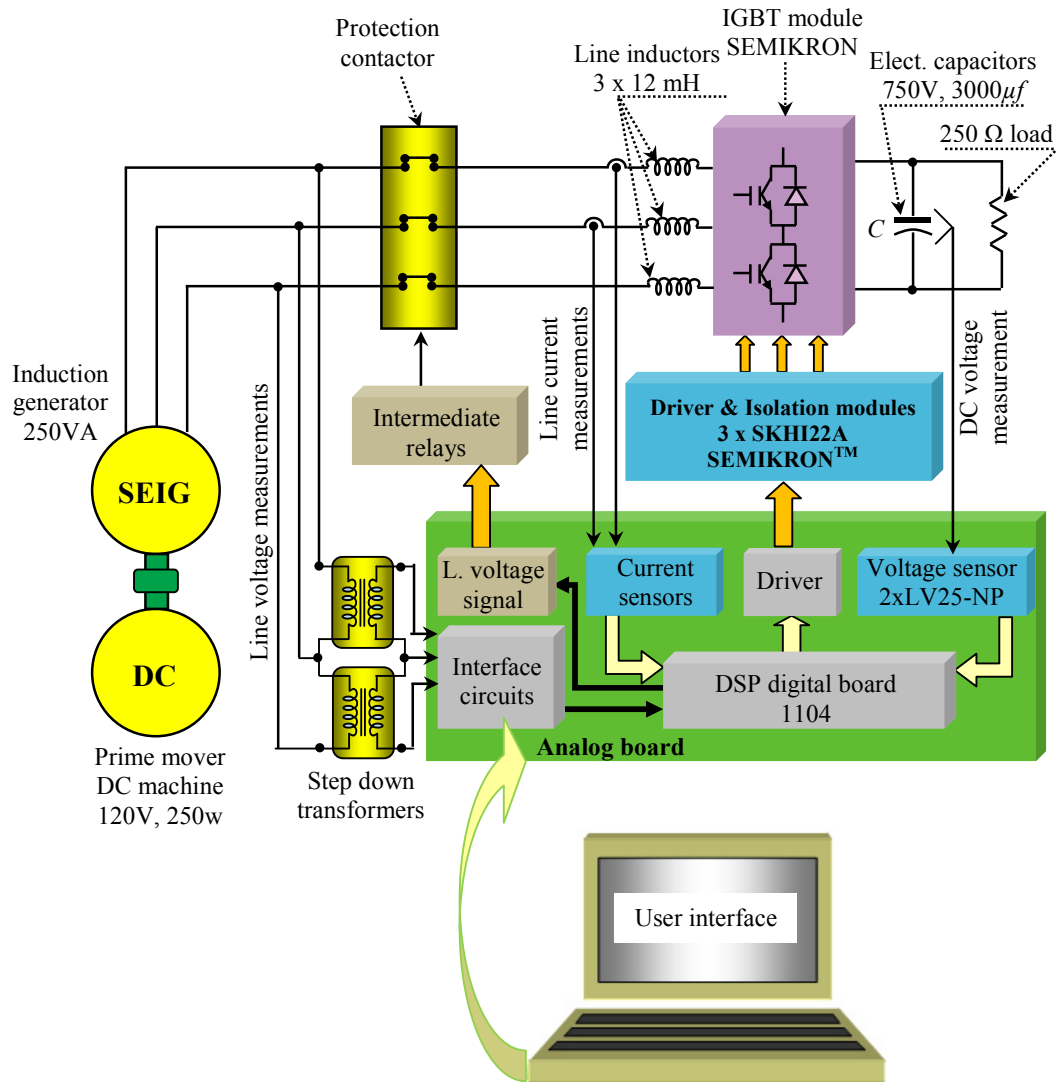 IGBT module
SEMIKRON
Protection
contactor
Line inductors
3 x 12 mH
Elect. capacitors
750V, 3000µf
250 Ω load
C
Induction
generator
250VA
Line voltage measurements
Intermediate
relays
Line current
measurements
Driver & Isolation modules
3 x SKHI22A
SEMIKRON™
DC voltage
measurement
SEIG
L. voltage
signal
Current
sensors
Driver
Voltage sensor
2xLV25-NP
DC
Interface
circuits
DSP digital board
1104
Analog board
Prime mover
DC machine
120V, 250w
Step down
transformers
User interface